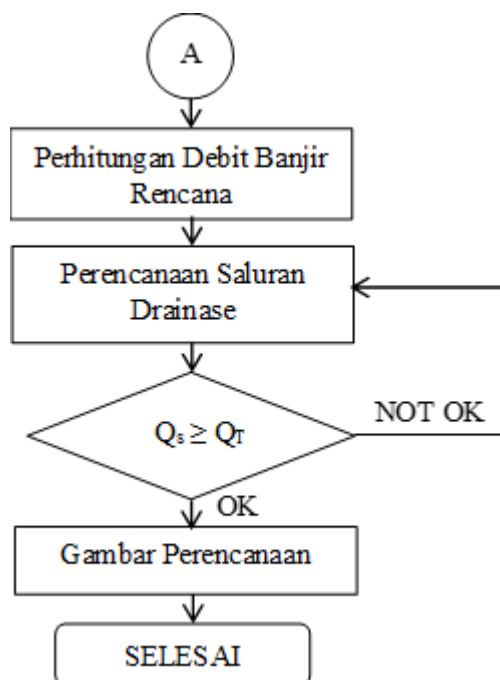 A
Perhitungan Debit Banjir
Rencana
Perencanaan Saluran
Drainase
Qs ≥ QT
NOT OK
OK
Gambar Perencanaan
SELESAI